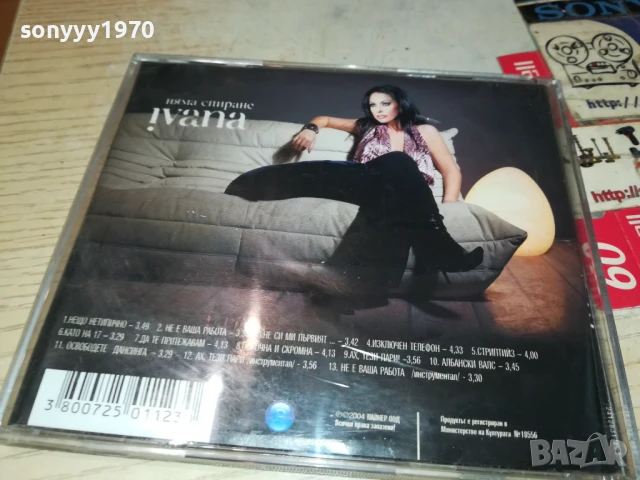 sonyyy1970
няма спиране
ivana
SONY
http://
http://
60
1.НЕЩО НЕТИПИЧНО – 3,49 2. НЕ Е ВАША РАБОТА – НЕ СИ МИ ПЪРВИЯТ ... – 3,42 4.ИЗКЛЮЧЕН ТЕЛЕФОН – 4,33 5.СТРИПТИЙЗ – 4,00
6.КАТО НА 17 – 3,29 7.ДА ТЕ ПРИТЕЖАВАМ – 4,13 И СКРОМНА – 4,13 9.АХ, ТЕЗИ ПАРИ! –3,56 10. АЛБАНСКИ ВАЛС – 3,45
11. ОСВОБОДЕТЕ ДАНСИНГА – 3.29 12. АХ, ТЕЗИ ПАРИ /инструментал/ – 3,56 13. НЕ Е ВАША РАБОТА /инструментал/ – 3,30
3 800725 01123
℗©2004 ПАЙНЕР ООД
Всички права запазени!
Продуктът е регистриран в
Министерство на Културата №10556
bazar